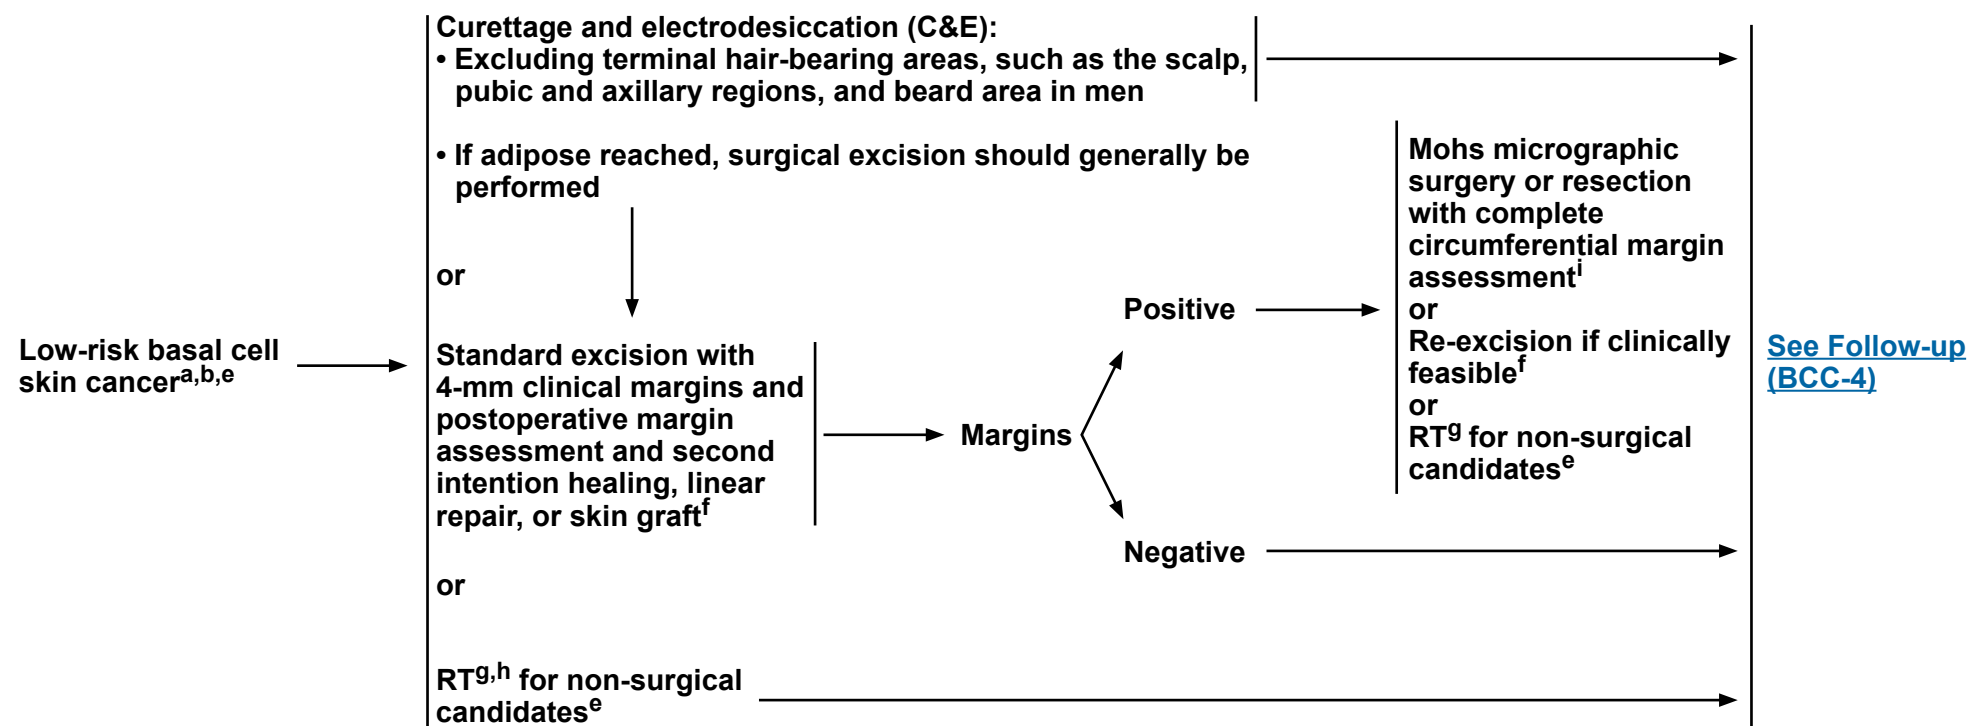 Curettage and electrodesiccation (C&E):
• Excluding terminal hair-bearing areas, such as the scalp,
pubic and axillary regions, and beard area in men
• If adipose reached, surgical excision should generally be
performed
or
Low-risk basal cell
skin cancera,b,e
Standard excision with
4-mm clinical margins and
postoperative margin
assessment and second
intention healing, linear
repair, or skin graftf
or
RTg,h for non-surgical
candidatese
Margins
Positive
Negative
Mohs micrographic
surgery or resection
with complete
circumferential margin
assessmenti
or
Re-excision if clinically
feasiblef
or
RTg for non-surgical
candidatese
See Follow-up
(BCC-4)